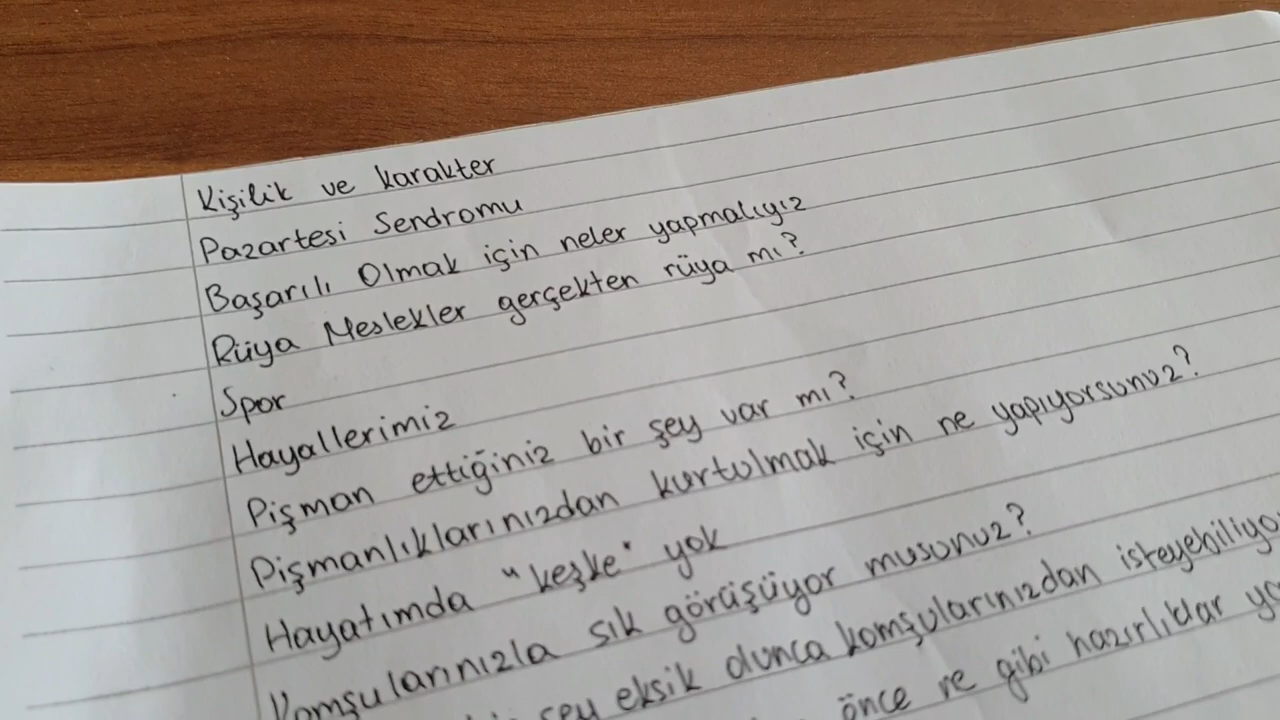 Kişilik ve karakter
Pazartesi Sendromu
Başarılı Olmak için neler yapmalıyız
Rüya Meslekler gerçekten rüya mı?
Spor
Hayallerimiz
Pişman ettiğiniz bir şey var mı?
Pişmanlıklarınızdan kurtulmak için ne yapıyorsunuz?
Hayatımda "keşke" yok
Komşularınızla sık görüşüyor musunuz?
şey eksik olunca komşularınızdan
önce ne gibi hazırlıklar